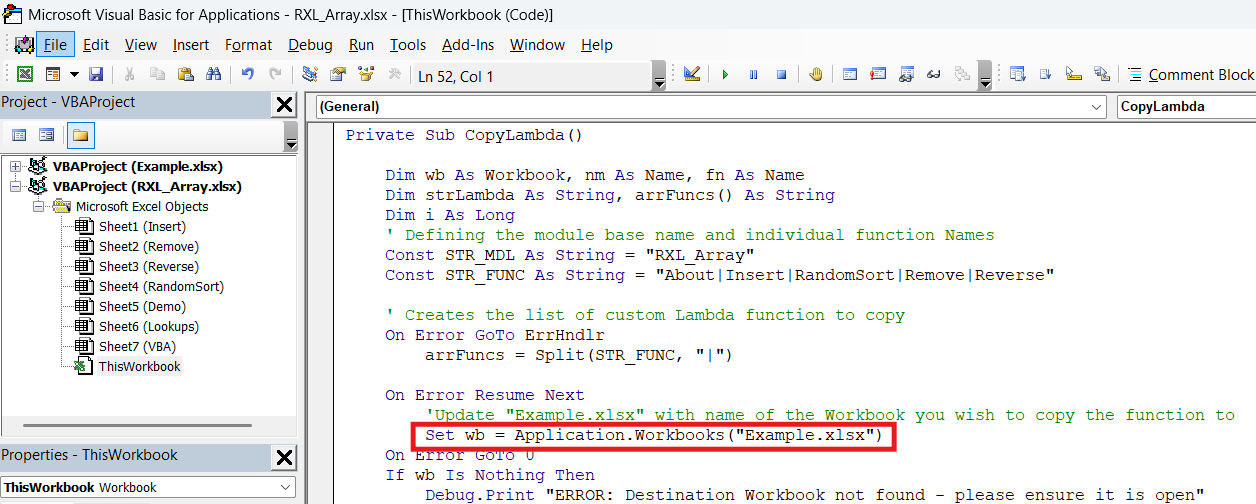 Microsoft Visual Basic for Applications - RXL_Array.xlsx - [ThisWorkbook (Code)]
File Edit View Insert Format Debug Run Tools Add-Ins Window Help
Ln 52, Col 1
Comment Block
Project - VBAProject
(General)
CopyLambda
VBAProject (Example.xlsx)
VBAProject (RXL_Array.xlsx)
Microsoft Excel Objects
Sheet1 (Insert)
Sheet2 (Remove)
Sheet3 (Reverse)
Sheet4 (RandomSort)
Sheet5 (Demo)
Sheet6 (Lookups)
Sheet7 (VBA)
ThisWorkbook
Properties - ThisWorkbook
ThisWorkbook Workbook
Private Sub CopyLambda()
Dim wb As Workbook, nm As Name, fn As Name
Dim strLambda As String, arrFuncs() As String
Dim i As Long
' Defining the module base name and individual function Names
Const STR_MDL As String = "RXL_Array"
Const STR_FUNC As String = "About|Insert|RandomSort|Remove|Reverse"
' Creates the list of custom Lambda function to copy
On Error GoTo ErrHndlr
arrFuncs = Split(STR_FUNC, "|")
On Error Resume Next
'Update "Example.xlsx" with name of the Workbook you wish to copy the function to
Set wb = Application.Workbooks("Example.xlsx")
On Error GoTo 0
If wb Is Nothing Then
Debug.Print "ERROR: Destination Workbook not found - please ensure it is open"